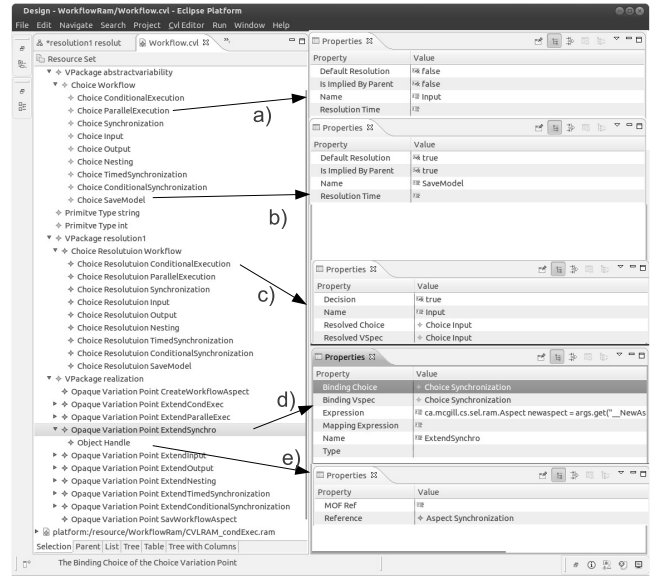 Design - WorkflowRam/Workflow.cvl - Eclipse Platform
File Edit Navigate Search Project Cvl Editor Run Window Help
*resolution1 resolut
Workflow.cvl
Resource Set
VPackage abstractvariability
Choice Workflow
Choice ConditionalExecution
Choice ParallelExecution
Choice Synchronization
Choice Input
Choice Output
Choice Nesting
Choice TimedSynchronization
Choice ConditionalSynchronization
Choice SaveModel
Primitve Type string
Primitve Type int
VPackage resolution1
Choice Resolutuion Workflow
Choice Resolutuion ConditionalExecution
Choice Resolutuion ParallelExecution
Choice Resolutuion Synchronization
Choice Resolutuion Input
Choice Resolutuion Output
Choice Resolutuion Nesting
Choice Resolutuion TimedSynchronization
Choice Resolutuion ConditionalSynchronization
Choice Resolutuion SaveModel
VPackage realization
Opaque Variation Point CreateWorkflowAspect
Opaque Variation Point ExtendCondExec
Opaque Variation Point ExtendParalleExec
Opaque Variation Point ExtendSynchro
Object Handle
Opaque Variation Point ExtendInput
Opaque Variation Point ExtendOutput
Opaque Variation Point ExtendNesting
Opaque Variation Point ExtendTimedSynchronization
Opaque Variation Point ExtendConditionalSynchronization
Opaque Variation Point SavWorkflowAspect
platform:/resource/WorkflowRam/CVLRAM_condExec.ram
Selection Parent List Tree Table Tree with Columns
The Binding Choice of the Choice Variation Point
a)
b)
c)
d)
e)
Properties
Property Value
Default Resolution false
Is Implied By Parent false
Name Input
Resolution Time
Properties
Property Value
Default Resolution true
Is Implied By Parent true
Name SaveModel
Resolution Time
Properties
Property Value
Decision true
Name Input
Resolved Choice Choice Input
Resolved VSpec Choice Input
Properties
Property Value
Binding Choice Choice Synchronization
Binding Vspec Choice Synchronization
Expression ca.mcgill.cs.sel.ram.Aspect newaspect = args.get("__NewAs
Mapping Expression
Name ExtendSynchro
Type
Properties
Property Value
MOF Ref
Reference Aspect Synchronization